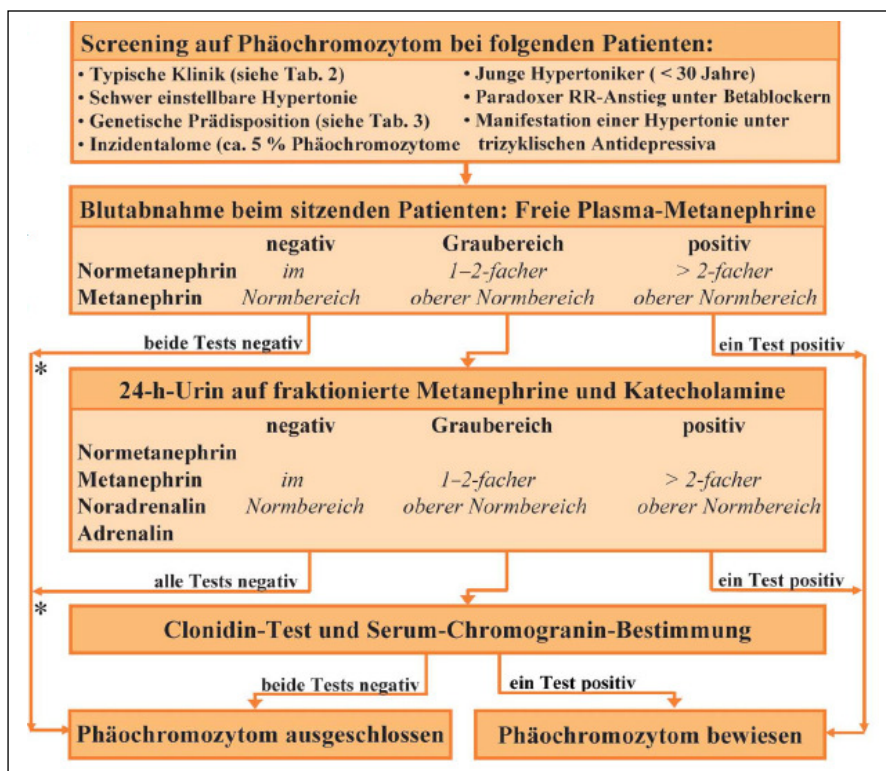 Screening auf Phäochromozytom bei folgenden Patienten:
• Typische Klinik (siehe Tab. 2)
• Schwer einstellbare Hypertonie
• Genetische Prädisposition (siehe Tab. 3)
• Inzidentalome (ca. 5 % Phäochromozytome
• Junge Hypertoniker ( < 30 Jahre)
• Paradoxer RR-Anstieg unter Betablockern
• Manifestation einer Hypertonie unter
trizyklischen Antidepressiva
Blutabnahme beim sitzenden Patienten: Freie Plasma-Metanephrine
negativ Graubereich positiv
Normetanephrin im 1–2-facher > 2-facher
Metanephrin Normbereich oberer Normbereich oberer Normbereich
beide Tests negativ ein Test positiv
*
24-h-Urin auf fraktionierte Metanephrine und Katecholamine
negativ Graubereich positiv
Normetanephrin
Metanephrin im 1–2-facher > 2-facher
Noradrenalin Normbereich oberer Normbereich oberer Normbereich
Adrenalin
alle Tests negativ ein Test positiv
*
Clonidin-Test und Serum-Chromogranin-Bestimmung
beide Tests negativ ein Test positiv
Phäochromozytom ausgeschlossen Phäochromozytom bewiesen